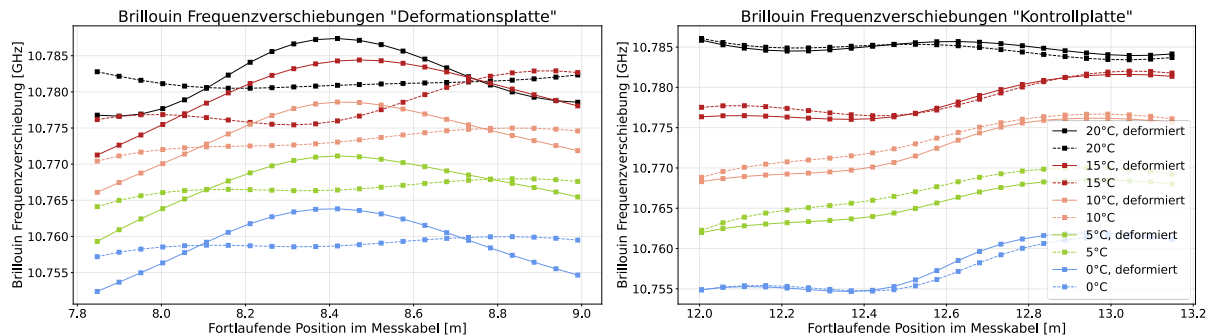 Brillouin Frequenzverschiebungen "Deformationsplatte"
Brillouin Frequenzverschiebung [GHz]
10.785
10.780
10.775
10.770
10.765
10.760
10.755
7.8
8.0
8.2
8.4
8.6
8.8
9.0
Fortlaufende Position im Messkabel [m]
Brillouin Frequenzverschiebungen "Kontrollplatte"
Brillouin Frequenzverschiebung [GHz]
10.785
10.780
10.775
10.770
10.765
10.760
10.755
20°C, deformiert
20°C
15°C, deformiert
15°C
10°C, deformiert
10°C
5°C, deformiert
5°C
0°C, deformiert
0°C
12.0
12.2
12.4
12.6
12.8
13.0
13.2
Fortlaufende Position im Messkabel [m]